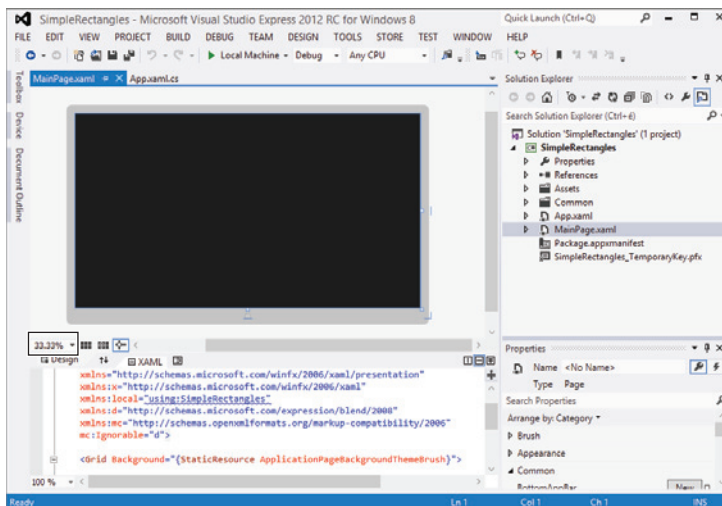 SimpleRectangles - Microsoft Visual Studio Express 2012 RC for Windows 8
Quick Launch (Ctrl+Q)
FILE EDIT VIEW PROJECT BUILD DEBUG TEAM DESIGN TOOLS STORE TEST WINDOW HELP
Local Machine Debug Any CPU
Toolbox
Device
Document Outline
MainPage.xaml
App.xaml.cs
33.33%
Design
XAML
xmlns="http://schemas.microsoft.com/winfx/2006/xaml/presentation"
xmlns:x="http://schemas.microsoft.com/winfx/2006/xaml"
xmlns:local="using:SimpleRectangles"
xmlns:d="http://schemas.microsoft.com/expression/blend/2008"
xmlns:mc="http://schemas.openxmlformats.org/markup-compatibility/2006"
mc:Ignorable="d">
<Grid Background="{StaticResource ApplicationPageBackgroundThemeBrush}">
100 %
Solution Explorer
Search Solution Explorer (Ctrl+é)
Solution 'SimpleRectangles' (1 project)
SimpleRectangles
Properties
References
Assets
Common
App.xaml
MainPage.xaml
Package.appxmanifest
SimpleRectangles_TemporaryKey.pfx
Properties
Name <No Name>
Type Page
Search Properties
Arrange by: Category
Brush
Appearance
Common
BottomAppBar New
Ready Ln 1 Col 1 Ch 1 INS